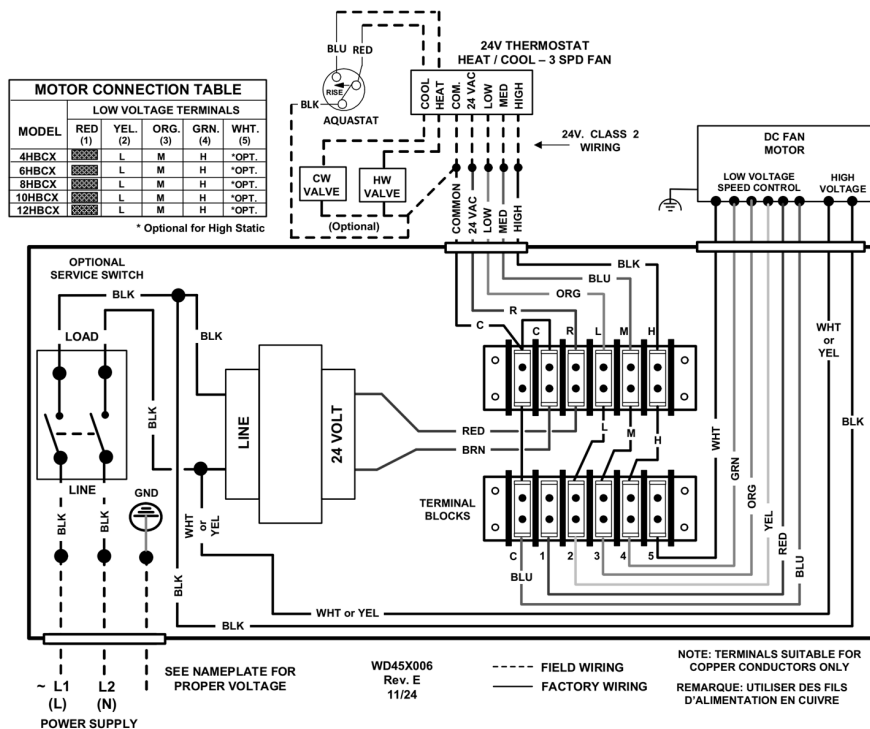 BLU RED
RISE
BLK
AQUASTAT
24V THERMOSTAT
HEAT / COOL – 3 SPD FAN
COOL
HEAT
COM.
24 VAC
LOW
MED
HIGH
24V. CLASS 2
WIRING
CW
VALVE
HW
VALVE
(Optional)
COMMON
24 VAC
LOW
MED
HIGH
DC FAN
MOTOR
LOW VOLTAGE
SPEED CONTROL
HIGH
VOLTAGE
MOTOR CONNECTION TABLE
LOW VOLTAGE TERMINALS
MODEL RED (1) YEL. (2) ORG. (3) GRN. (4) WHT. (5)
4HBCX L M H *OPT.
6HBCX L M H *OPT.
8HBCX L M H *OPT.
10HBCX L M H *OPT.
12HBCX L M H *OPT.
* Optional for High Static
OPTIONAL
SERVICE SWITCH
BLK
LOAD
BLK
BLK
LINE
GND
BLK
BLK
WHT
or
YEL
BLK
LINE
24 VOLT
RED
BRN
BLK
BLU
ORG
R
C
C R L M H
L
M
H
TERMINAL
BLOCKS
C 1 2 3 4 5
BLU
WHT
GRN
ORG
YEL
RED
BLU
WHT
or
YEL
BLK
WHT or YEL
BLK
~ L1
(L)
L2
(N)
POWER SUPPLY
SEE NAMEPLATE FOR
PROPER VOLTAGE
WD45X006
Rev. E
11/24
FIELD WIRING
FACTORY WIRING
NOTE: TERMINALS SUITABLE FOR
COPPER CONDUCTORS ONLY
REMARQUE: UTILISER DES FILS
D'ALIMENTATION EN CUIVRE